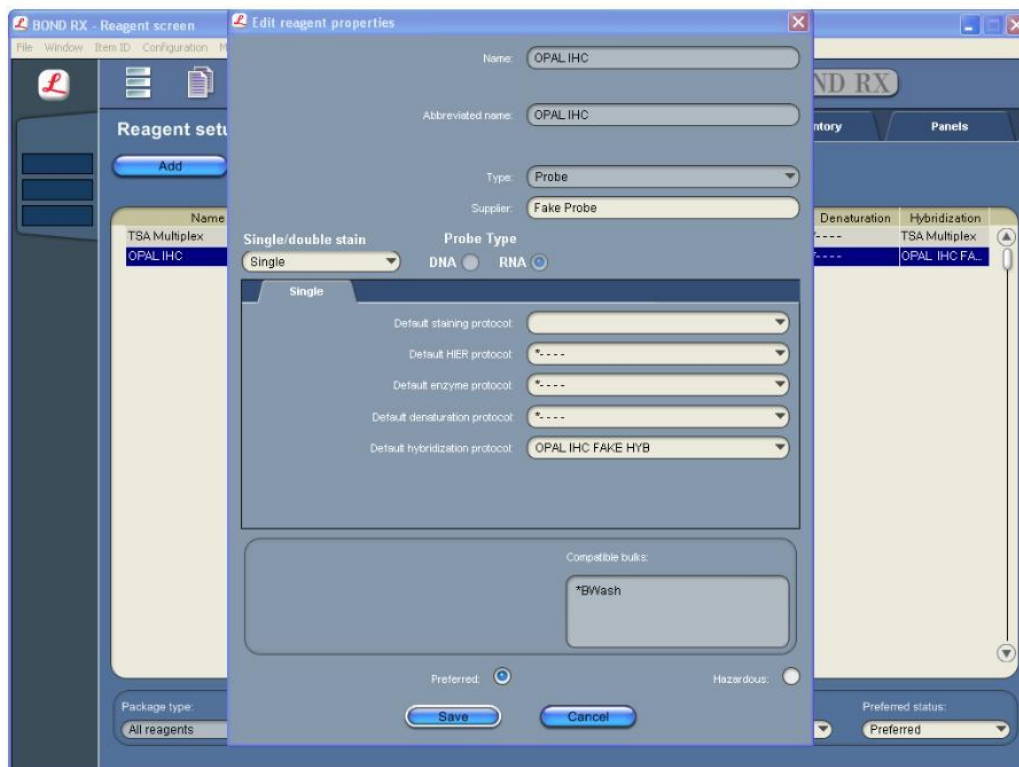 BOND RX - Reagent screen
Edit reagent properties
File Window Item ID Configuration
Name: OPAL IHC
ND RX
Abbreviated name: OPAL IHC
Reagent setu
ntory
Panels
Add
Type: Probe
Supplier: Fake Probe
Name
Denaturation
Hybridization
Single/double stain
Probe Type
TSA Multiplex
*----
TSA Multiplex
Single
DNA
RNA
OPAL IHC
*----
OPAL IHC FA..
Single
Default staining protocol:
Default HIER protocol: *----
Default enzyme protocol: *----
Default denaturation protocol: *----
Default hybridization protocol: OPAL IHC FAKE HYB
Compatible bulks:
*BWash
Preferred:
Hazardous:
Package type:
Preferred status:
Save
Cancel
All reagents
Preferred